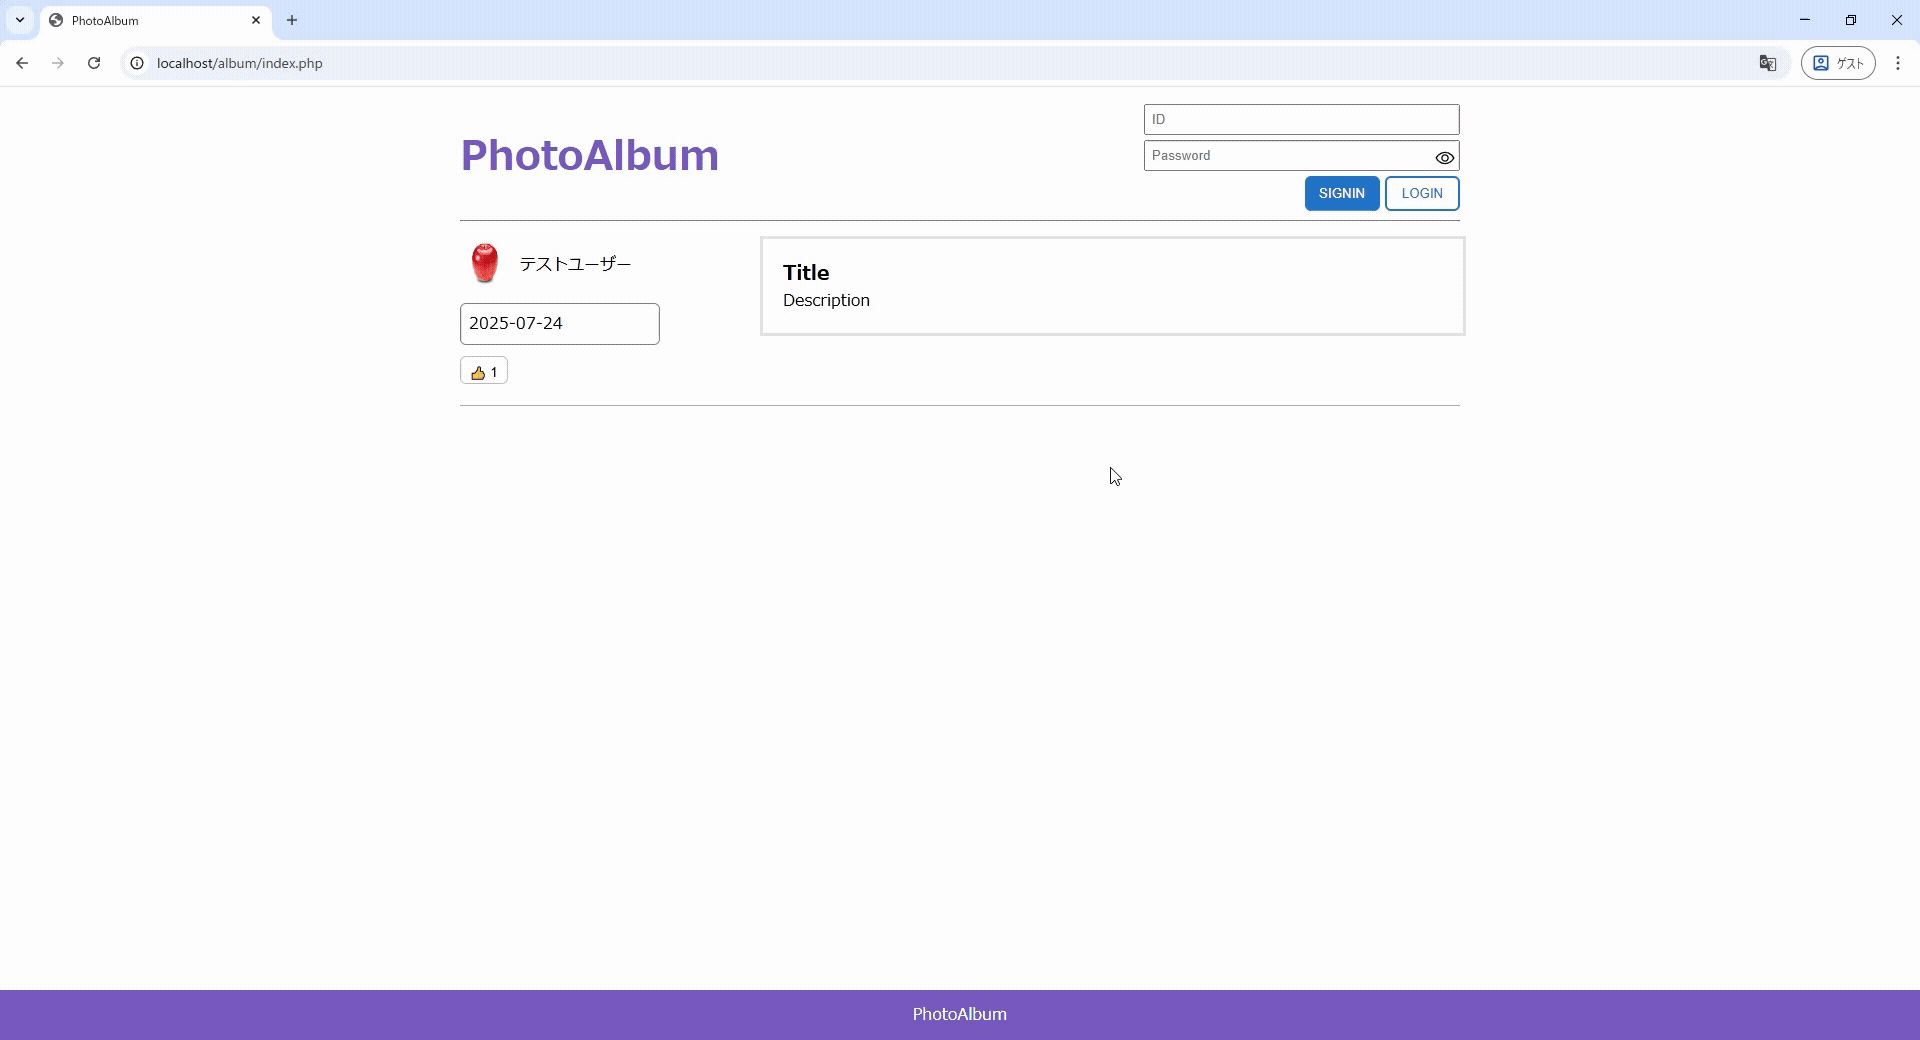 PhotoAlbum
localhost/album/index.php
ゲスト
PhotoAlbum
ID
Password
SIGNIN LOGIN
テストユーザー
2025-07-24
1
Title
Description
PhotoAlbum